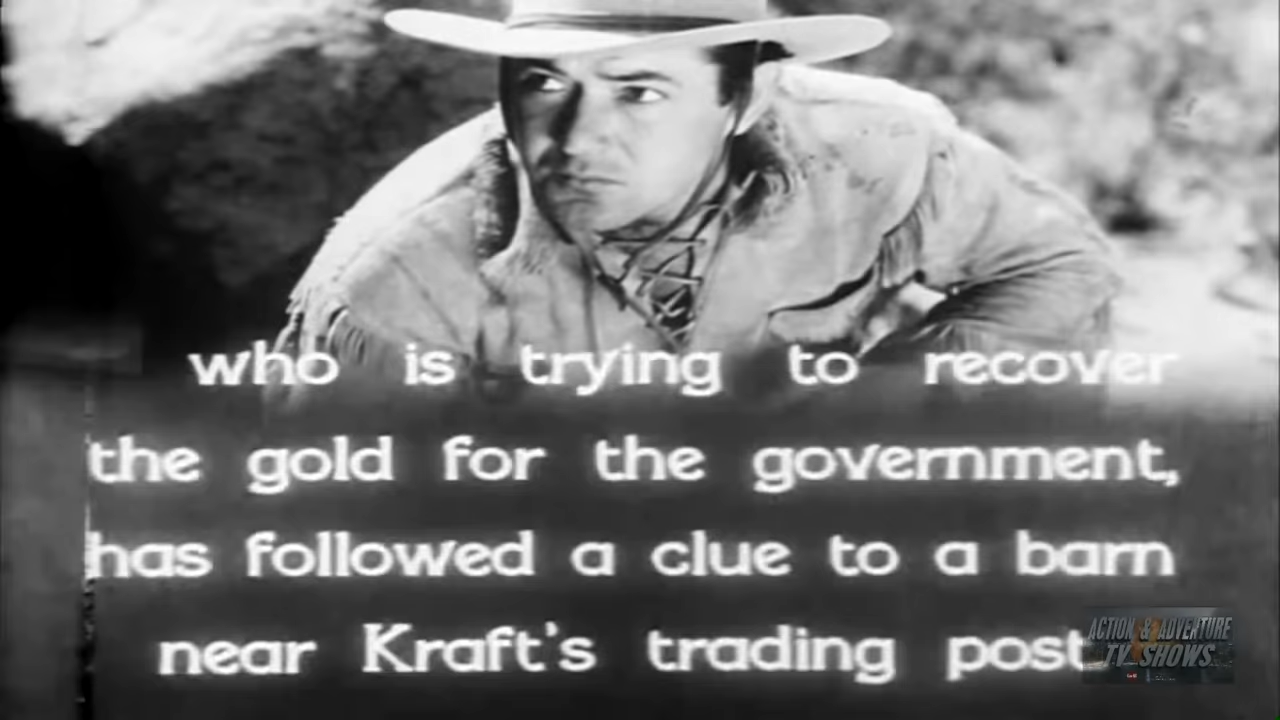 who is trying to recover
the gold for the government,
has followed a clue to a barn
near Kraft's trading post
ACTION & ADVENTURE
TV SHOWS